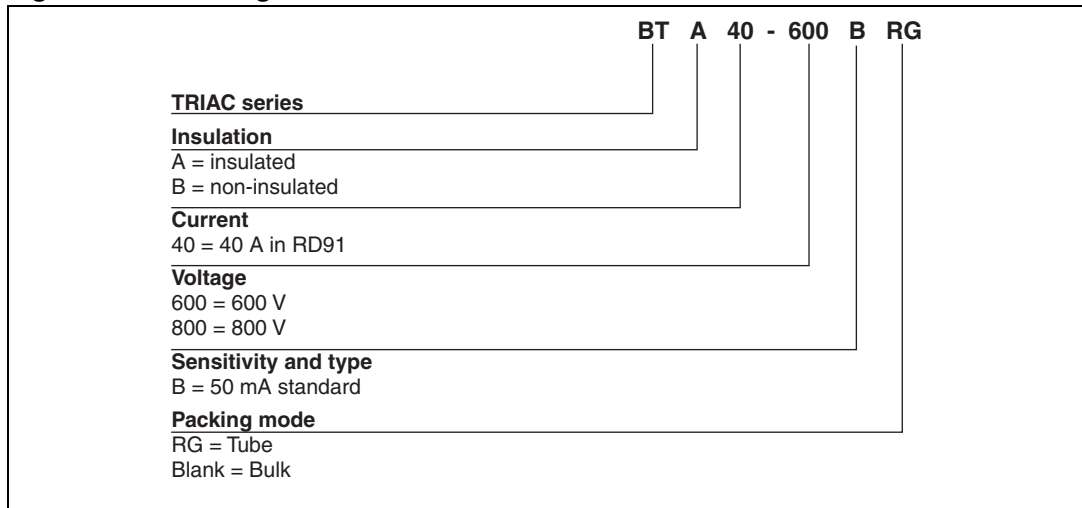 BT A 40 - 600 B RG
TRIAC series
Insulation
A = insulated
B = non-insulated
Current
40 = 40 A in RD91
Voltage
600 = 600 V
800 = 800 V
Sensitivity and type
B = 50 mA standard
Packing mode
RG = Tube
Blank = Bulk